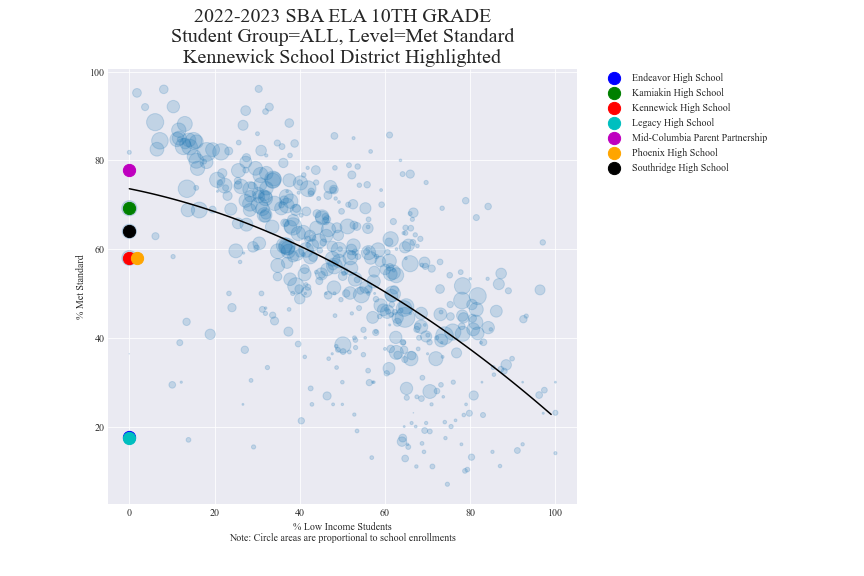 2022-2023 SBA ELA 10TH GRADE
Student Group=ALL, Level=Met Standard
Kennewick School District Highlighted
Endeavor High School
Kamiakin High School
Kennewick High School
Legacy High School
Mid-Columbia Parent Partnership
Phoenix High School
Southridge High School
100
80
60
40
20
% Met Standard
0 20 40 60 80 100
% Low Income Students
Note: Circle areas are proportional to school enrollments